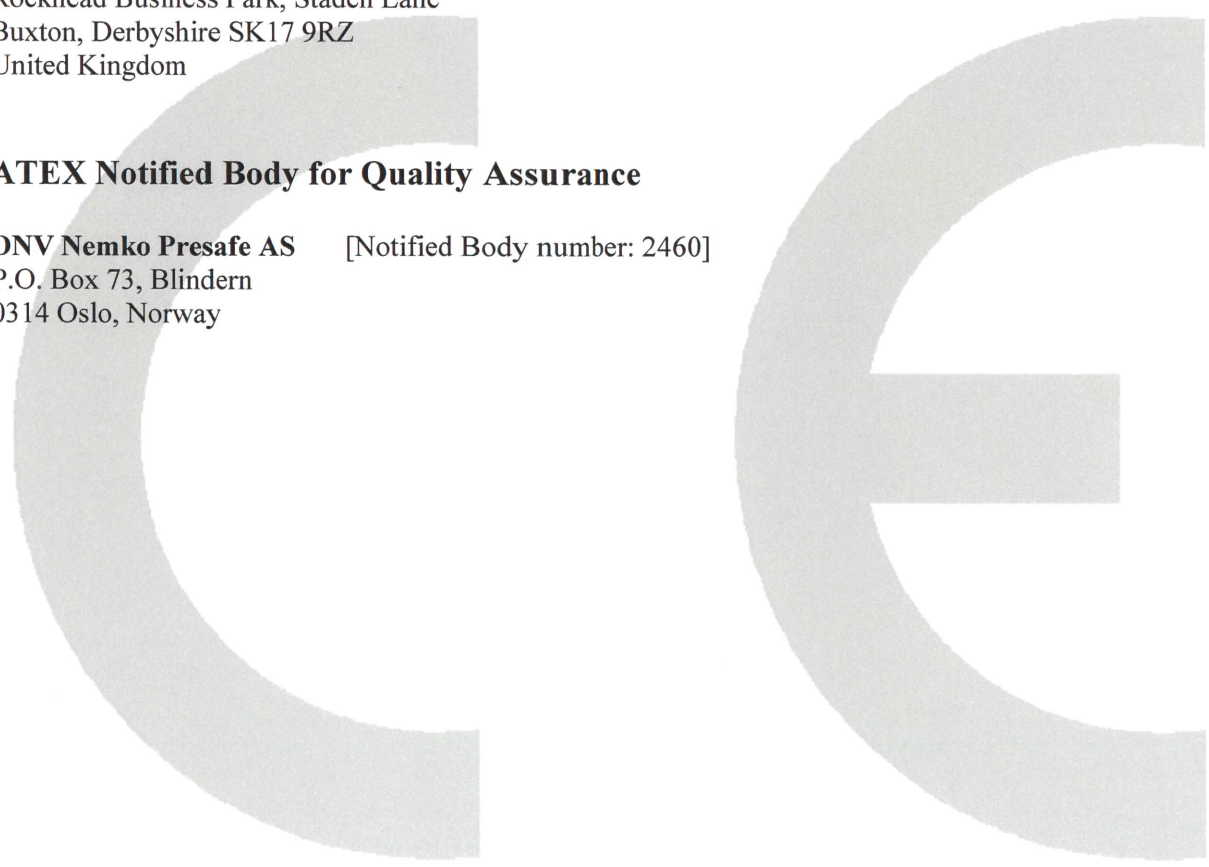 Rockhead Business Park, Staden Lane
Buxton, Derbyshire SK17 9RZ
United Kingdom
ATEX Notified Body for Quality Assurance
DNV Nemko Presafe AS [Notified Body number: 2460]
P.O. Box 73, Blindern
0314 Oslo, Norway
CE